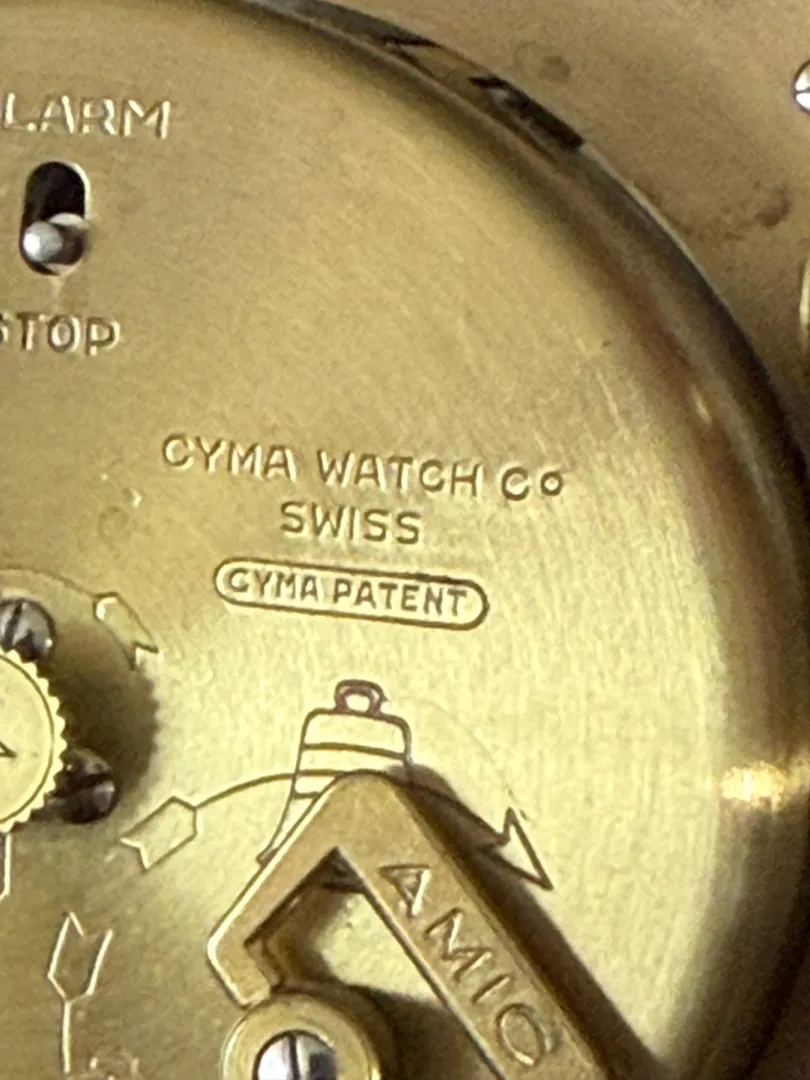 LARM
STOP
CYMA WATCH Co
SWISS
CYMA PATENT
AMIC